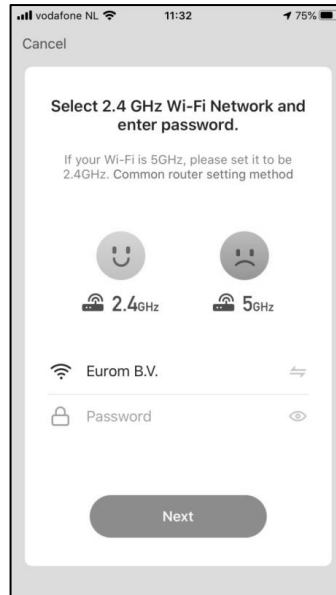 vodafone NL 11:32 75%
Cancel
Select 2.4 GHz Wi-Fi Network and
enter password.
If your Wi-Fi is 5GHz, please set it to be
2.4GHz. Common router setting method
2.4GHz 5GHz
Eurom B.V.
Password
Next